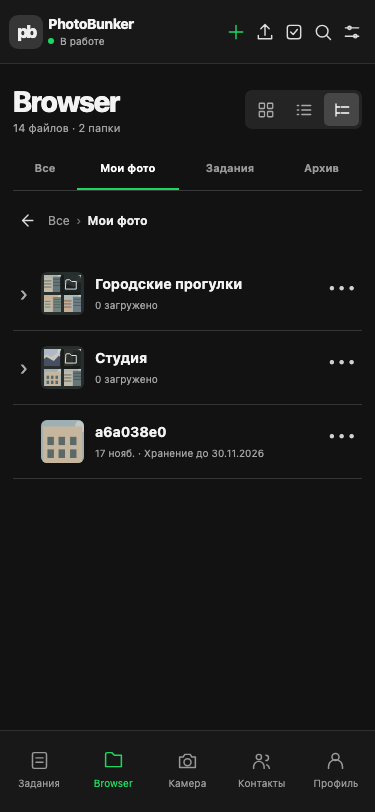 pb PhotoBunker
В работе
Browser
14 файлов · 2 папки
Все Мои фото Задания Архив
Все › Мои фото
Городские прогулки
0 загружено
Студия
0 загружено
a6a038e0
17 нояб. · Хранение до 30.11.2026
Задания Browser Камера Контакты Профиль